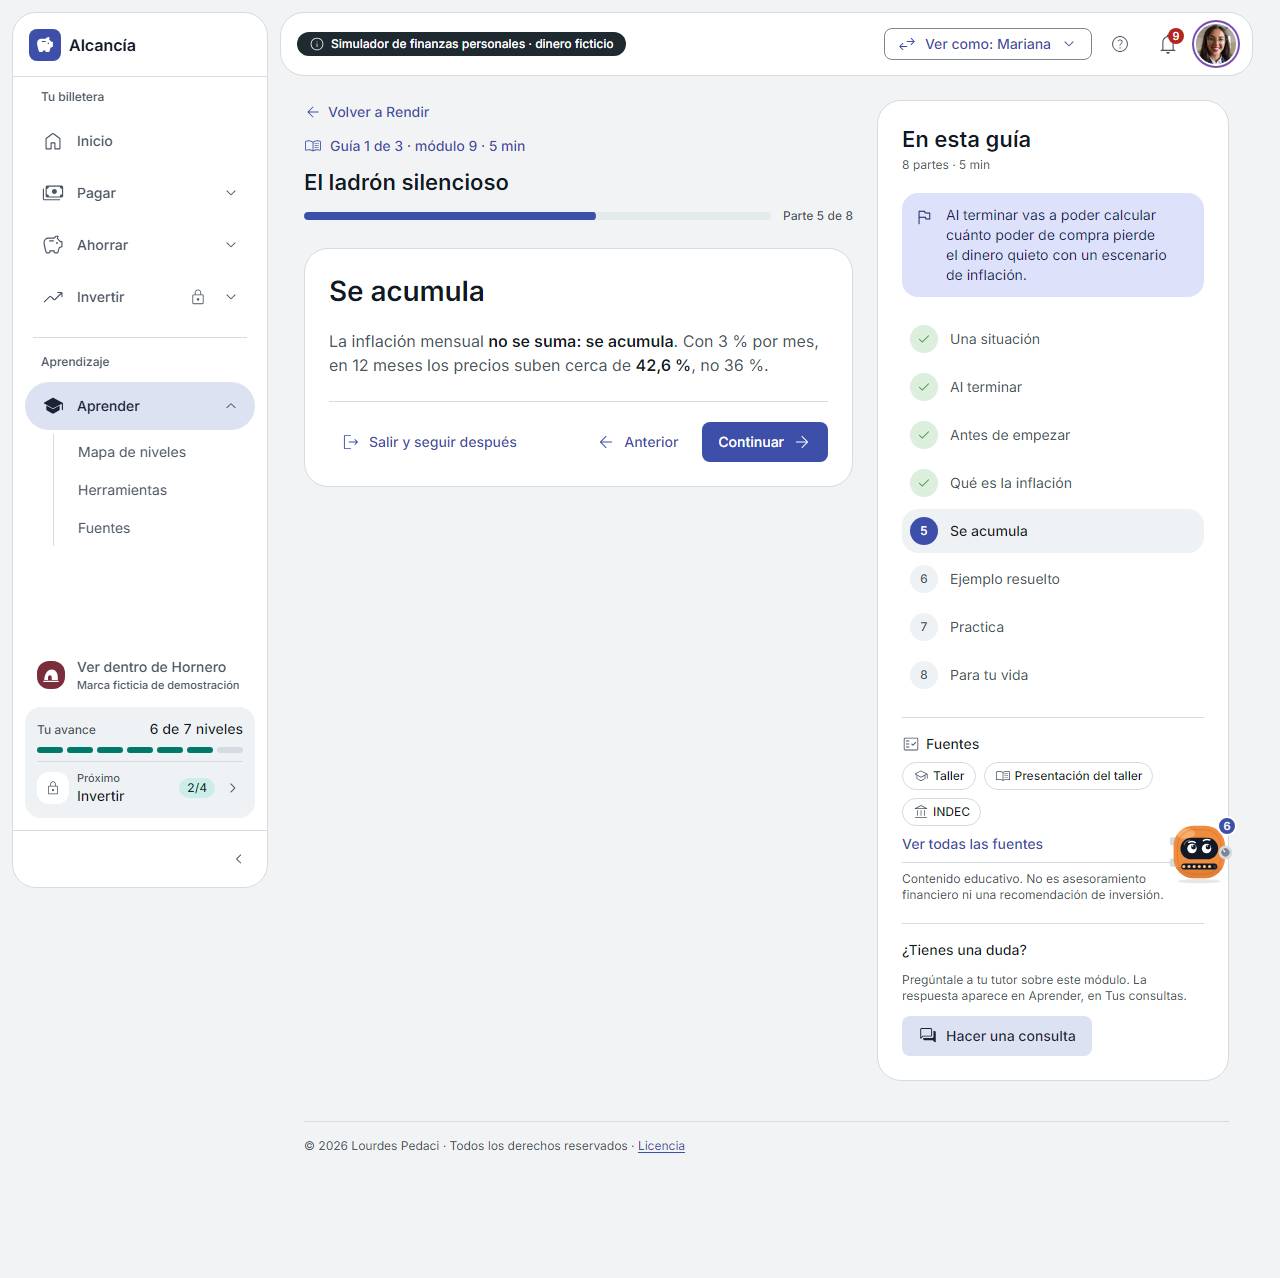 Alcancía
Tu billetera
Inicio
Pagar
Ahorrar
Invertir
Aprendizaje
Aprender
Mapa de niveles
Herramientas
Fuentes
Ver dentro de Hornero
Marca ficticia de demostración
Tu avance 6 de 7 niveles
Próximo
Invertir
2/4
Simulador de finanzas personales · dinero ficticio
Ver como: Mariana
9
Volver a Rendir
Guía 1 de 3 · módulo 9 · 5 min
El ladrón silencioso
Parte 5 de 8
Se acumula
La inflación mensual no se suma: se acumula. Con 3 % por mes,
en 12 meses los precios suben cerca de 42,6 %, no 36 %.
Salir y seguir después
Anterior
Continuar
En esta guía
8 partes · 5 min
Al terminar vas a poder calcular
cuánto poder de compra pierde
el dinero quieto con un escenario
de inflación.
Una situación
Al terminar
Antes de empezar
Qué es la inflación
5 Se acumula
6 Ejemplo resuelto
7 Practica
8 Para tu vida
Fuentes
Taller
Presentación del taller
INDEC
6
Ver todas las fuentes
Contenido educativo. No es asesoramiento
financiero ni una recomendación de inversión.
¿Tienes una duda?
Pregúntale a tu tutor sobre este módulo. La
respuesta aparece en Aprender, en Tus consultas.
Hacer una consulta
© 2026 Lourdes Pedaci · Todos los derechos reservados · Licencia